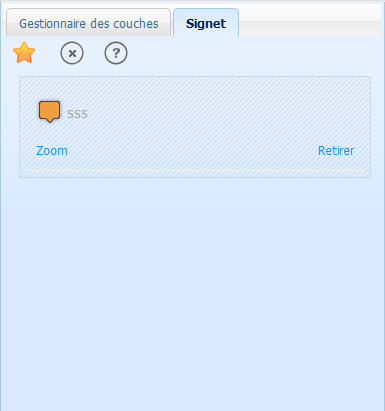 Gestionnaire des couches Signet
sss
Zoom Retirer